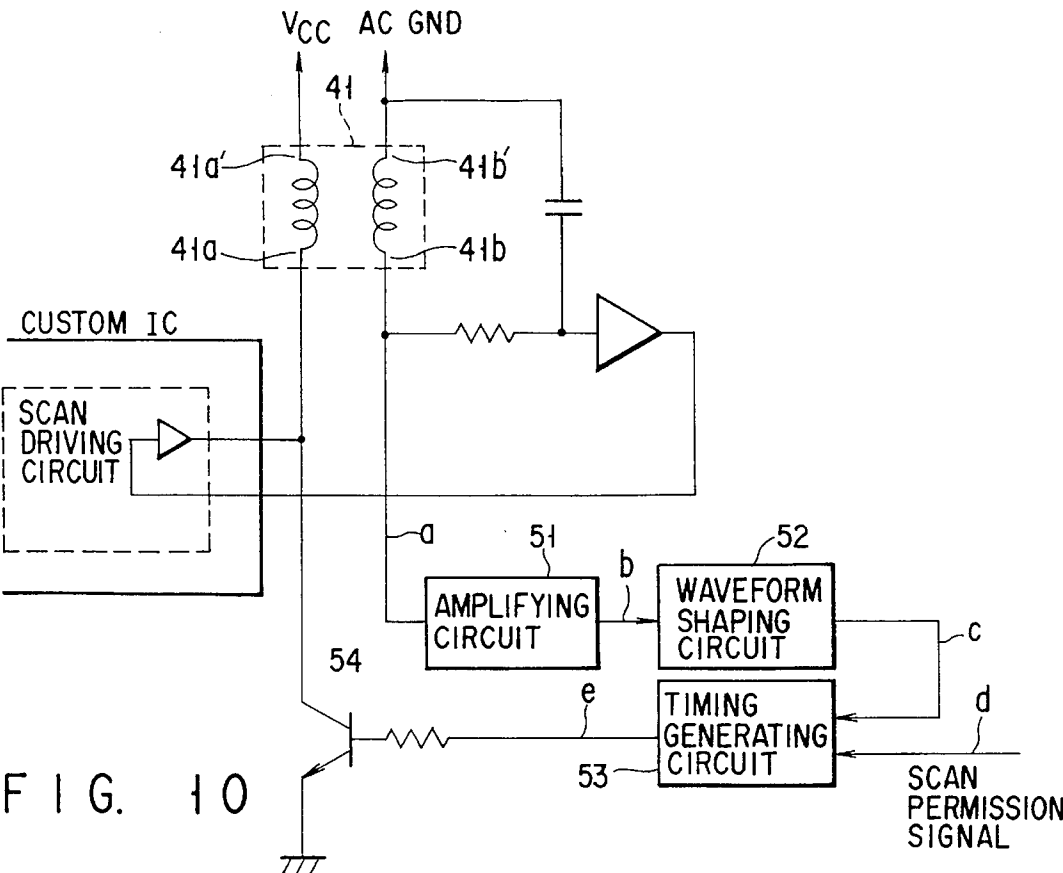 VCC AC GND
41
41a′ 41b′
41a 41b
CUSTOM IC
SCAN
DRIVING
CIRCUIT
a
51
AMPLIFYING
CIRCUIT
b
52
WAVEFORM
SHAPING
CIRCUIT
c
54
e
TIMING
GENERATING
CIRCUIT
53
d
SCAN
PERMISSION
SIGNAL
FIG. 10